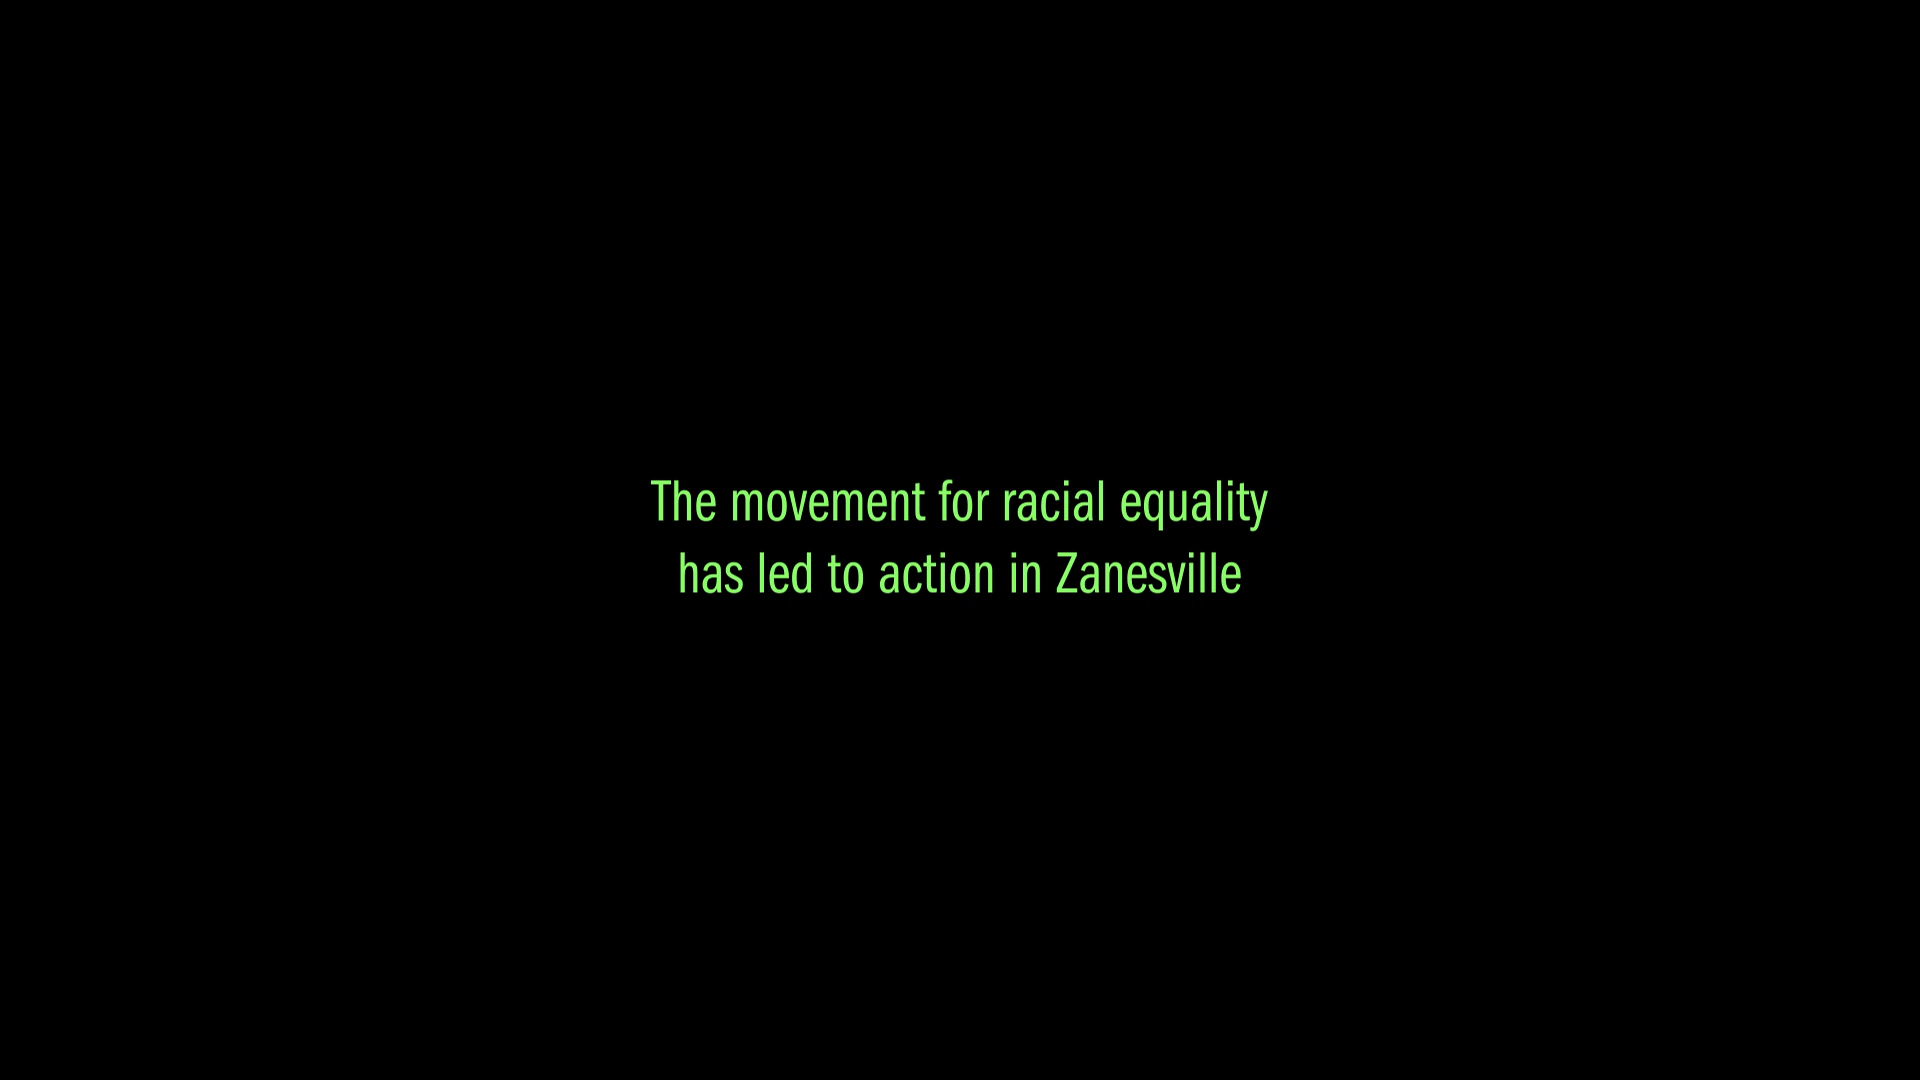 The movement for racial equality
has led to action in Zanesville